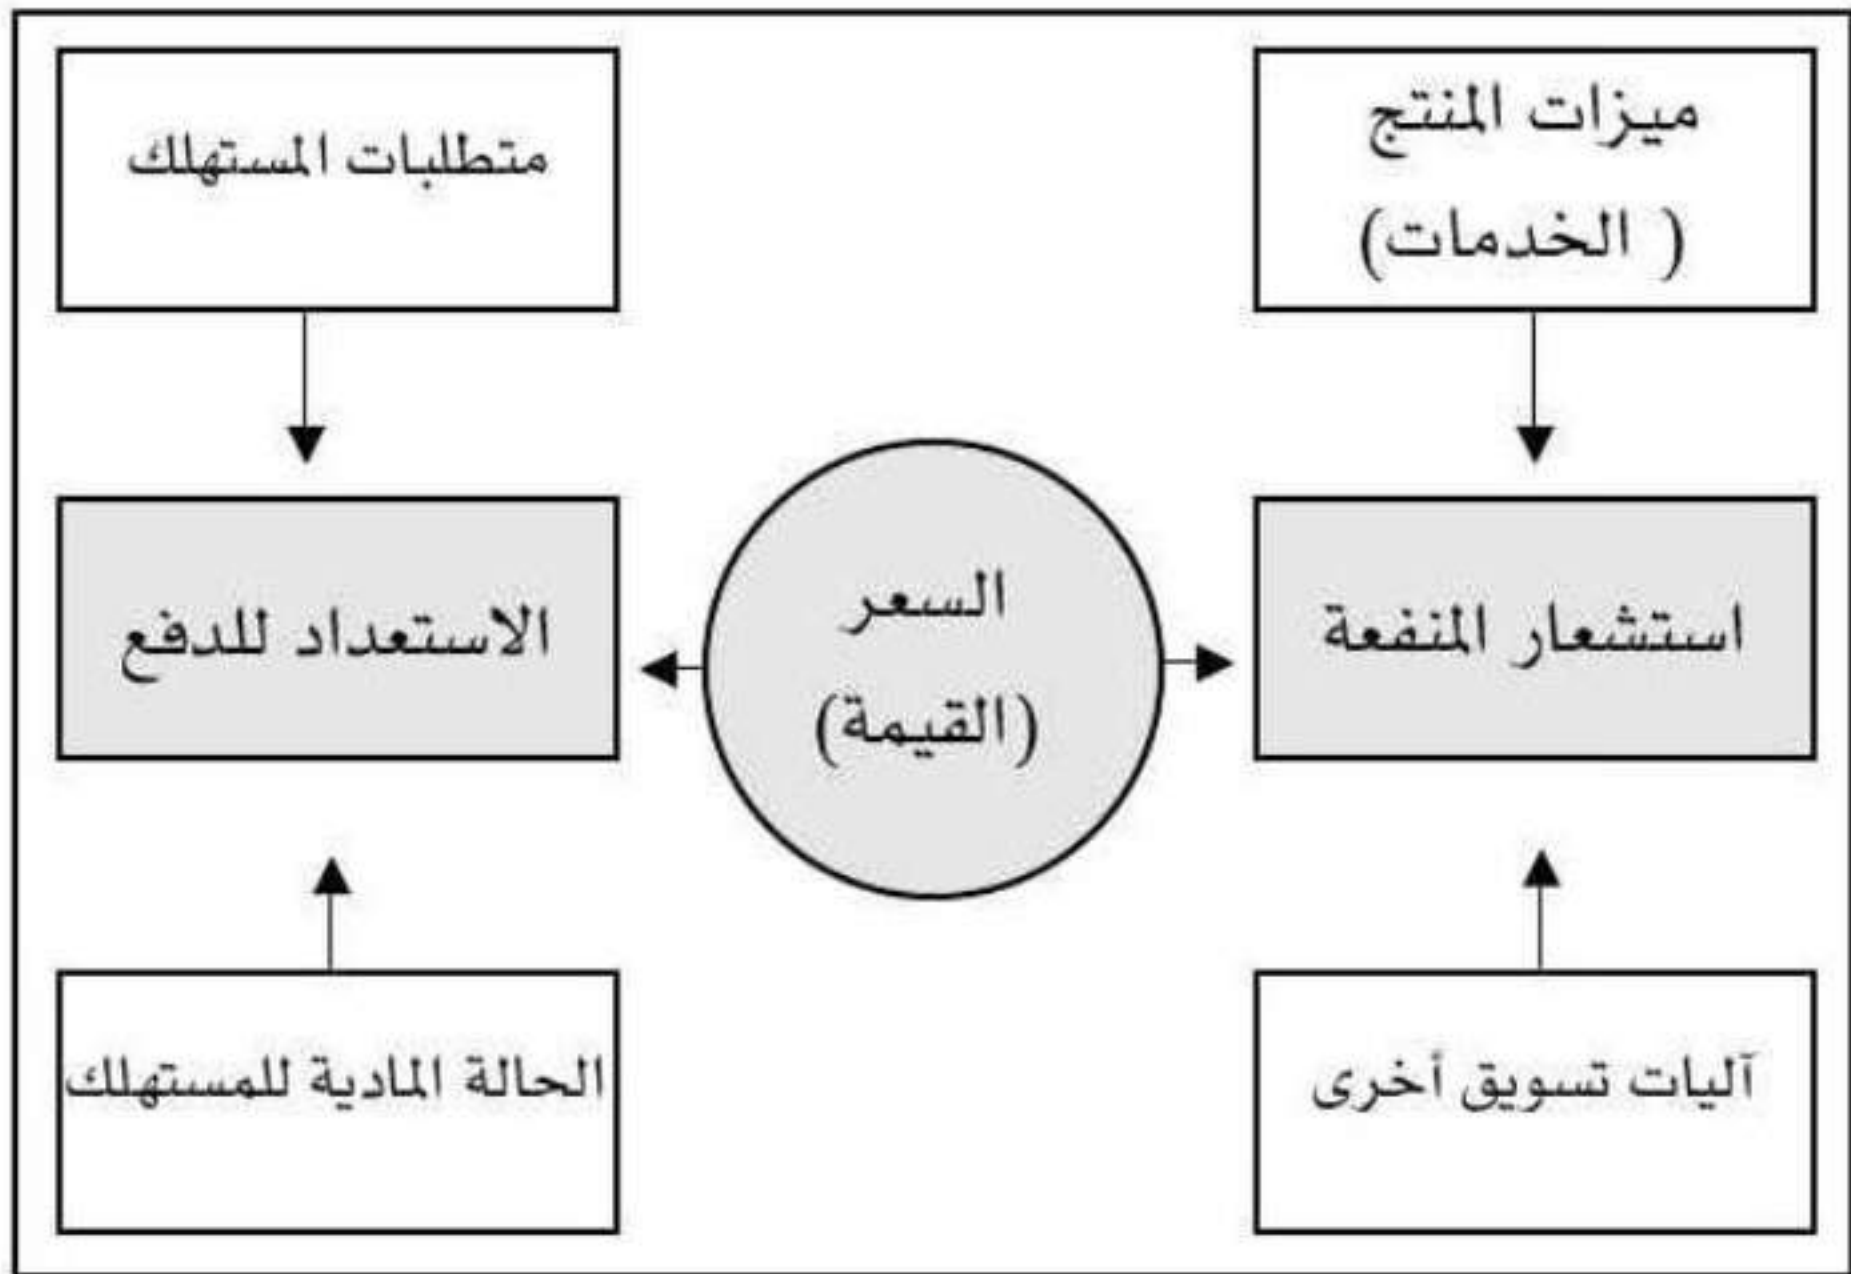 ميزات المنتج
( الخدمات)
متطلبات المستهلك
استشعار المنفعة
السعر
(القيمة)
الاستعداد للدفع
آليات تسويق أخرى
الحالة المادية للمستهلك